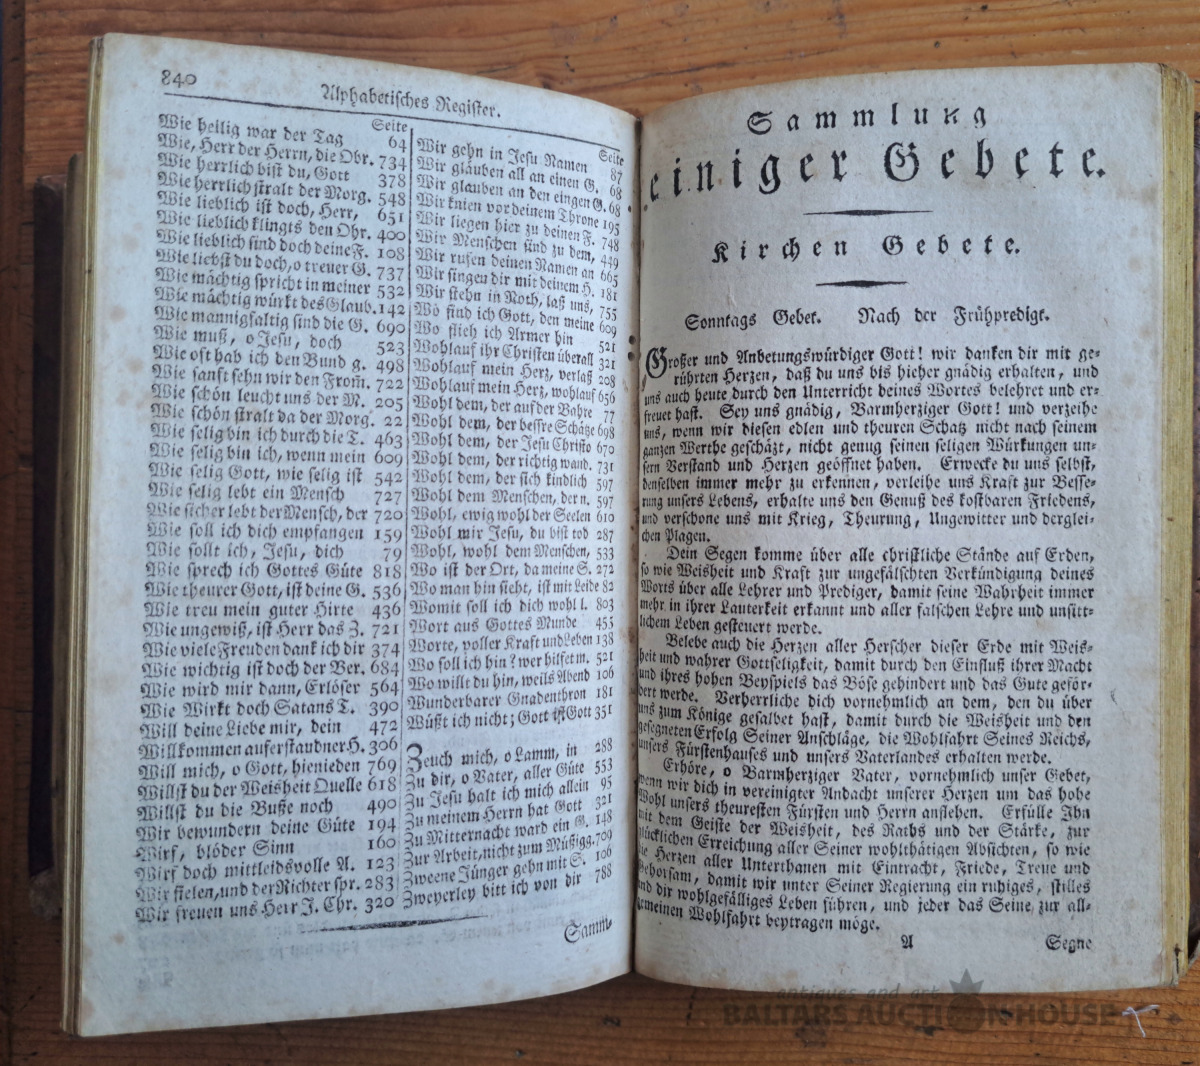 840
Alphabetisches Register.
Seite
Wie heilig war der Tag 64
Wie, Herr der Herrn, die Obr. 734
Wie herrlich bist du, Gott 378
Wie herrlich stralt der Morg. 548
Wie lieblich ist doch, Herr, 651
Wie lieblich klingts den Ohr. 400
Wie lieblich sind doch deine F. 108
Wie liebst du doch, o treuer G. 737
Wie mächtig spricht in meiner 532
Wie mächtig würkt des Glaub. 142
Wie mannigfaltig sind die G. 690
Wie muß, o Jesu, doch 523
Wie oft hab ich den Bund g. 498
Wie sanft sehn wir den From. 722
Wie schön leucht uns der M. 205
Wie schön stralt da der Morg. 22
Wie selig bin ich durch die T. 463
Wie selig bin ich, wenn mein 609
Wie selig Gott, wie selig ist 542
Wie selig lebt ein Mensch 727
Wie sicher lebt der Mensch, der 720
Wie soll ich dich empfangen 159
Wie sollt ich, Jesu, dich 79
Wie sprech ich Gottes Güte 818
Wie theurer Gott, ist deine G. 536
Wie treu mein guter Hirte 436
Wie ungewiß, ist Herr das Z. 721
Wie viele Freuden dank ich dir 374
Wie wichtig ist doch der Ver. 684
Wie wird mir dann, Erlöser 564
Wie Wirkt doch Satans T. 390
Will deine Liebe mir, dein 472
Willkommen auferstandner H. 306
Will mich, o Gott, hienieden 769
Willst du der Weisheit Quelle 618
Willst du die Buße noch 490
Wir bewundern deine Güte 194
Wirf, blöder Sinn 160
Wirf doch mittleidsvolle A. 123
Wir fielen, und der Richter spr. 283
Wir freuen uns Herr J. Chr. 320
Seite
Wir gehn in Jesu Namen 87
Wir glauben all an einen G. 68
Wir glauben an den eingen G. 68
Wir knien vor deinem Throne 195
Wir liegen hier zu deinen F. 748
Wir Menschen sind zu dem, 449
Wir rufen deinen Namen an 665
Wir singen dir mit deinem H. 181
Wir stehn in Noth, laß uns, 755
Wo find ich Gott, den meine 609
Wo flieh ich Armer hin 521
Wohlauf ihr Christen überall 321
Wohlauf mein Herz, verlaß 208
Wohlauf mein Herz, wohlauf 656
Wohl dem, der auf der Bahre 77
Wohl dem, der beßre Schätze 698
Wohl dem, der Jesu Christo 670
Wohl dem, der richtig wand. 731
Wohl dem, der sich kindlich 597
Wohl dem Menschen, der n. 597
Wohl, ewig wohl der Seelen 610
Wohl mir Jesu, du bist tod 287
Wohl, wohl dem Menschen, 533
Wo ist der Ort, da meine S. 272
Wo man hin sieht, ist mit Leide 82
Womit soll ich dich wohl l. 803
Wort aus Gottes Munde 455
Worte, voller Kraft und Leben 138
Wo soll ich hin? wer hilfet m. 521
Wo willt du hin, weils Abend 106
Wunderbarer Gnadenthron 181
Wüßt ich nicht; Gott ist Gott 351
Zeuch mich, o Lamm, in 288
Zu dir, o Vater, aller Güte 553
Zu Jesu halt ich mich allein 95
Zu meinem Herrn hat Gott 321
Zu Mitternacht ward ein G. 148
Zur Arbeit, nicht zum Müßigg. 709
Zweene Jünger gehn mit S. 106
Zweyerley bitt ich von dir 788
Samm-
Sammlung
einiger Gebete.
Kirchen Gebete.
Sonntags Gebet. Nach der Frühpredigt.
Großer und Anbetungswürdiger Gott! wir danken dir mit ge-
rührten Herzen, daß du uns bis hieher gnädig erhalten, und
uns auch heute durch den Unterricht deines Wortes belehret und er-
freuet hast. Sey uns gnädig, Barmherziger Gott! und verzeihe
uns, wenn wir diesen edlen und theuren Schatz nicht nach seinem
ganzen Werthe geschäzt, nicht genug seinen seligen Würkungen un-
sern Verstand und Herzen geöffnet haben. Erwecke du uns selbst,
denselben immer mehr zu erkennen, verleihe uns Kraft zur Besse-
rung unsers Lebens, erhalte uns den Genuß des kostbaren Friedens,
und verschone uns mit Krieg, Theurung, Ungewitter und derglei-
chen Plagen.
Dein Segen komme über alle christliche Stände auf Erden,
so wie Weisheit und Kraft zur ungefälschten Verkündigung deines
Worts über alle Lehrer und Prediger, damit seine Wahrheit immer
mehr in ihrer Lauterkeit erkannt und aller falschen Lehre und unsitt-
lichem Leben gesteuert werde.
Belebe auch die Herzen aller Herscher dieser Erde mit Weis-
heit und wahrer Gottseligkeit, damit durch den Einfluß ihrer Macht
und ihres hohen Beyspiels das Böse gehindert und das Gute geför-
dert werde. Verherrliche dich vornehmlich an dem, den du über
uns zum Könige gesalbet hast, damit durch die Weisheit und den
gesegneten Erfolg Seiner Anschläge, die Wohlfahrt Seines Reichs,
unsers Fürstenhauses und unsers Vaterlandes erhalten werde.
Erhöre, o Barmherziger Vater, vornehmlich unser Gebet,
wenn wir dich in vereinigter Andacht unserer Herzen um das hohe
Wohl unsers theuresten Fürsten und Herrn anflehen. Erfülle Ihn
mit dem Geiste der Weisheit, des Raths und der Stärke, zur
glücklichen Erreichung aller Seiner wohlthätigen Absichten, so wie
die Herzen aller Unterthanen mit Eintracht, Friede, Treue und
Gehorsam, damit wir unter Seiner Regierung ein ruhiges, stilles
und dir wohlgefälliges Leben führen, und jeder das Seine zur all-
gemeinen Wohlfahrt beytragen möge.
A Segne
antiques and art
BALTARS AUCTION HOUSE